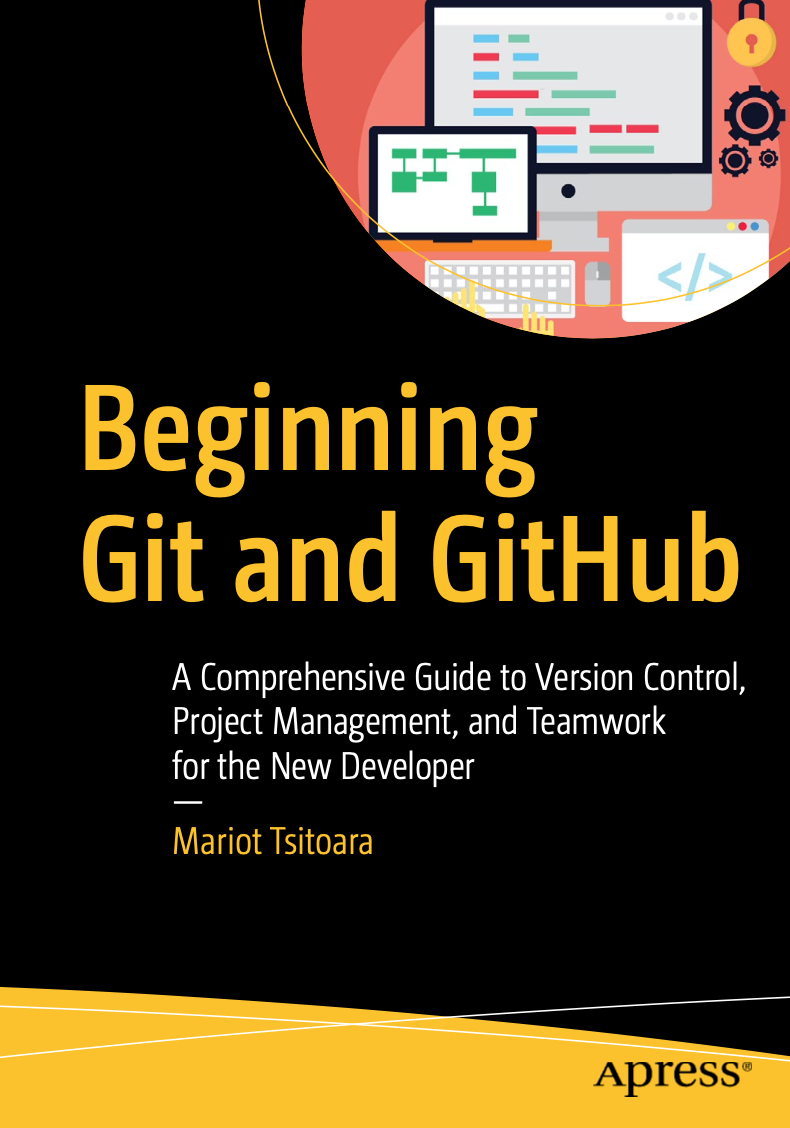 </>
Beginning
Git and GitHub
A Comprehensive Guide to Version Control,
Project Management, and Teamwork
for the New Developer
—
Mariot Tsitoara
Apress®